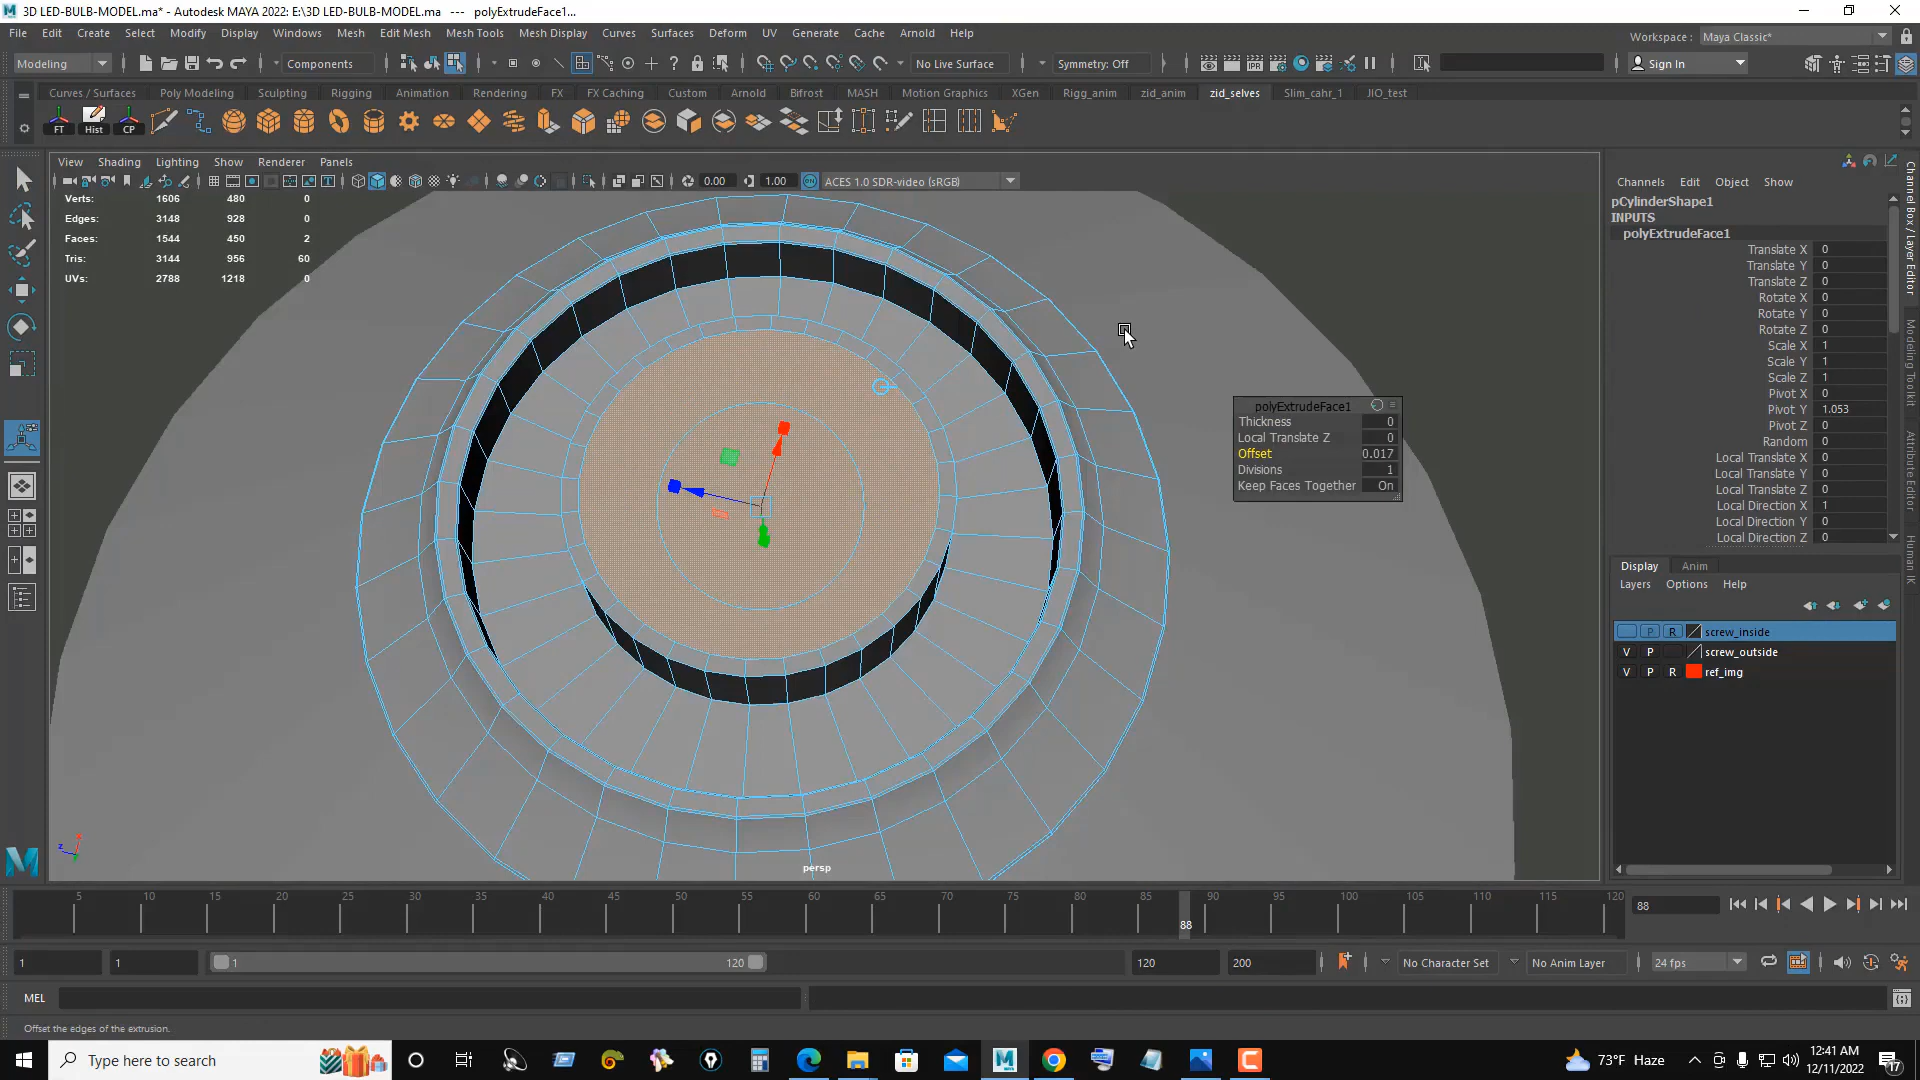 3D LED-BULB-MODEL.ma* - Autodesk MAYA 2022: E:\3D LED-BULB-MODEL.ma   ---   polyExtrudeFace1...
File Edit Create Select Modify Display Windows Mesh Edit Mesh Mesh Tools Mesh Display Curves Surfaces Deform UV Generate Cache Arnold Help
Workspace : Maya Classic*
Modeling Components No Live Surface Symmetry: Off Sign In
Curves / Surfaces Poly Modeling Sculpting Rigging Animation Rendering FX FX Caching Custom Arnold Bifrost MASH Motion Graphics XGen Rigg_anim zid_anim zid_selves Slim_cahr_1 JIO_test
FT Hist CP
View Shading Lighting Show Renderer Panels
0.00 1.00 ACES 1.0 SDR-video (sRGB)
Verts: 1606 480 0
Edges: 3148 928 0
Faces: 1544 450 2
Tris: 3144 956 60
UVs: 2788 1218 0
polyExtrudeFace1
Thickness 0
Local Translate Z 0
Offset 0.017
Divisions 1
Keep Faces Together On
z
persp
Channels Edit Object Show
pCylinderShape1
INPUTS
polyExtrudeFace1
Translate X 0
Translate Y 0
Translate Z 0
Rotate X 0
Rotate Y 0
Rotate Z 0
Scale X 1
Scale Y 1
Scale Z 1
Pivot X 0
Pivot Y 1.053
Pivot Z 0
Random 0
Local Translate X 0
Local Translate Y 0
Local Translate Z 0
Local Direction X 1
Local Direction Y 0
Local Direction Z 0
Display Anim
Layers Options Help
P R screw_inside
V P screw_outside
V P R ref_img
Channel Box / Layer Editor
Modeling Toolkit
Attribute Editor
Human IK
5 10 15 20 25 30 35 40 45 50 55 60 65 70 75 80 85 90 95 100 105 110 115 120
88
88
1 1 1 120 120 200 No Character Set No Anim Layer 24 fps
MEL
Offset the edges of the extrusion.
Type here to search
73°F Haze
12:41 AM
12/11/2022
17